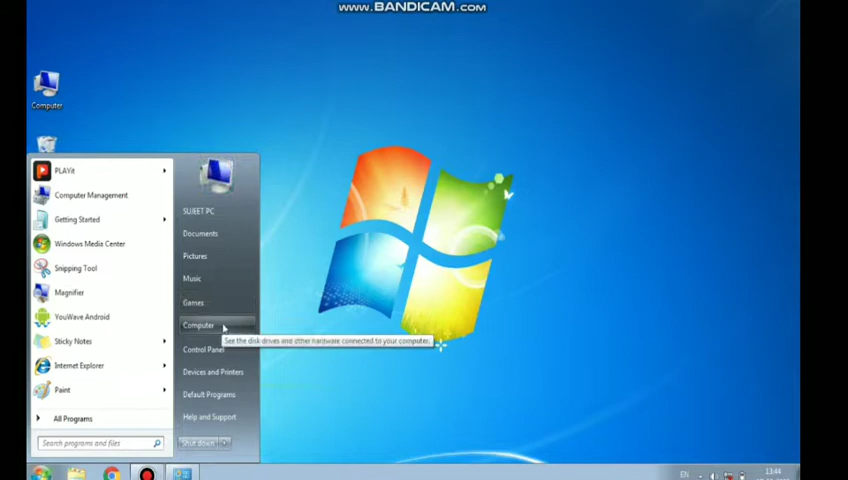 www.BANDICAM.com
Computer
PLAYit
Computer Management
Getting Started
Windows Media Center
Snipping Tool
Magnifier
YouWave Android
Sticky Notes
Internet Explorer
Paint
All Programs
Search programs and files
SUJEET PC
Documents
Pictures
Music
Games
Computer
See the disk drives and other hardware connected to your computer.
Control Panel
Devices and Printers
Default Programs
Help and Support
Shut down
EN
13:44